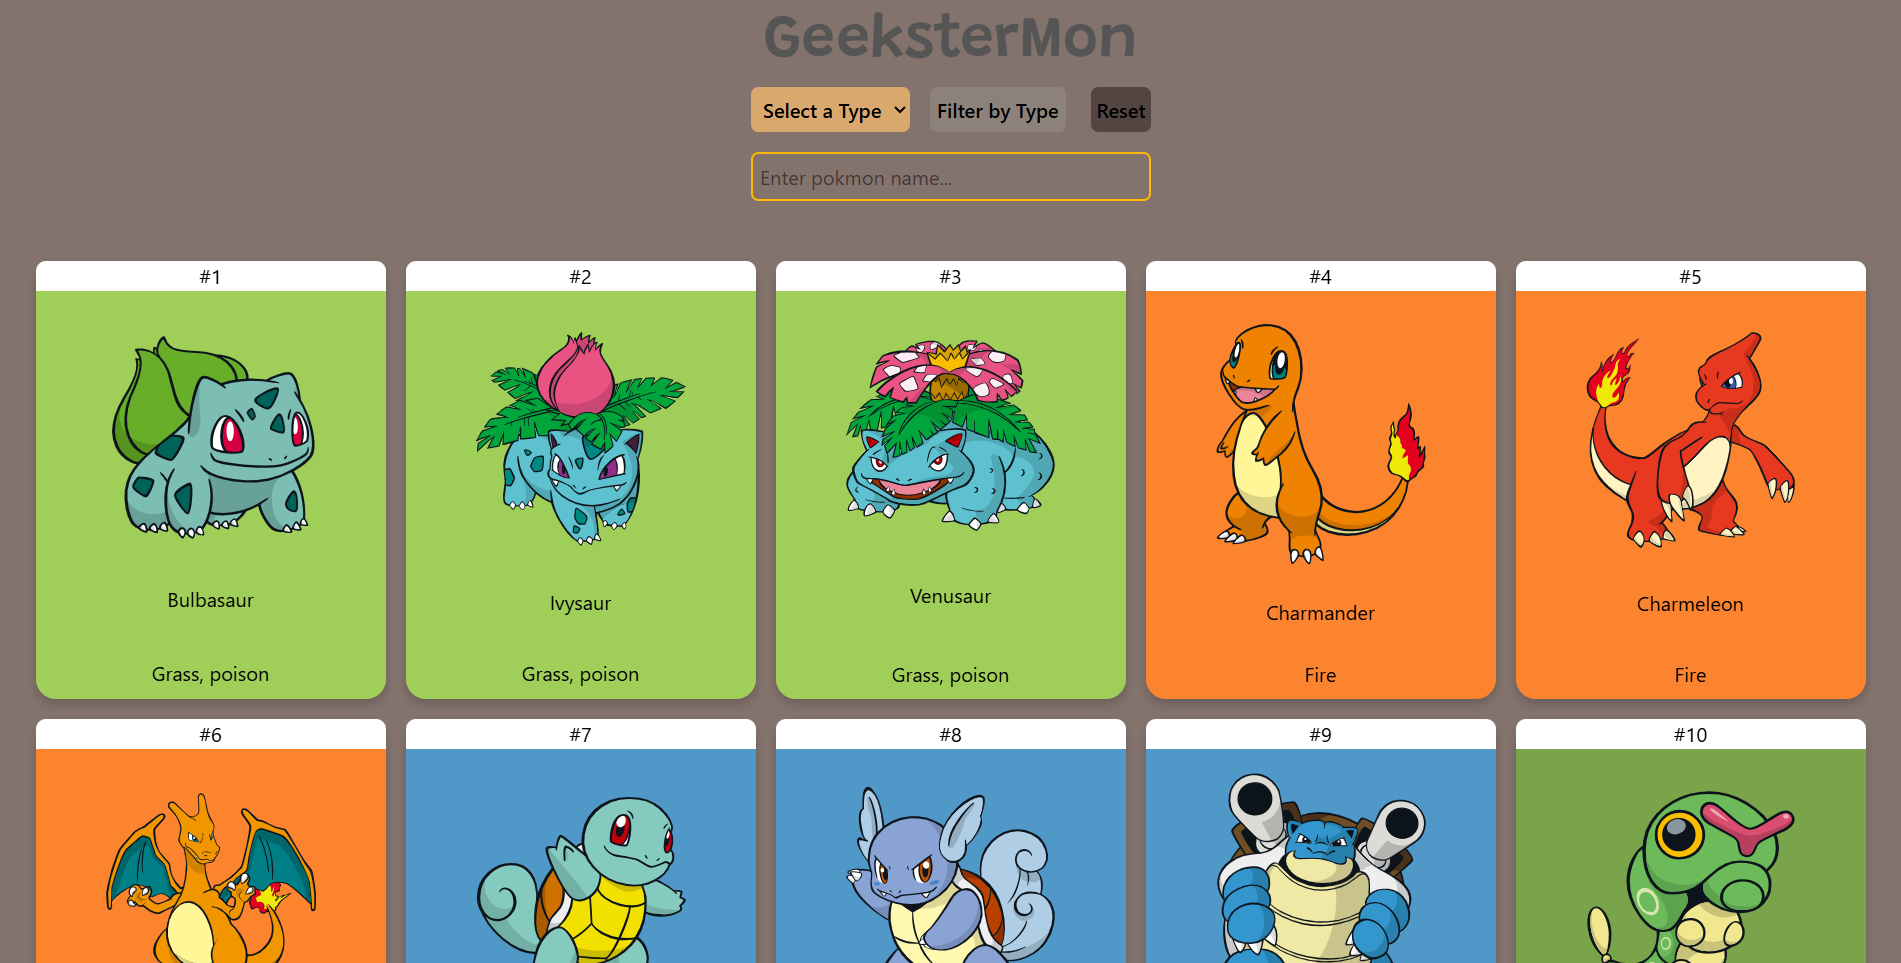 GeeksterMon
Select a Type Filter by Type Reset
Enter pokmon name...
#1 #2 #3 #4 #5
Bulbasaur Ivysaur Venusaur Charmander Charmeleon
Grass, poison Grass, poison Grass, poison Fire Fire
#6 #7 #8 #9 #10